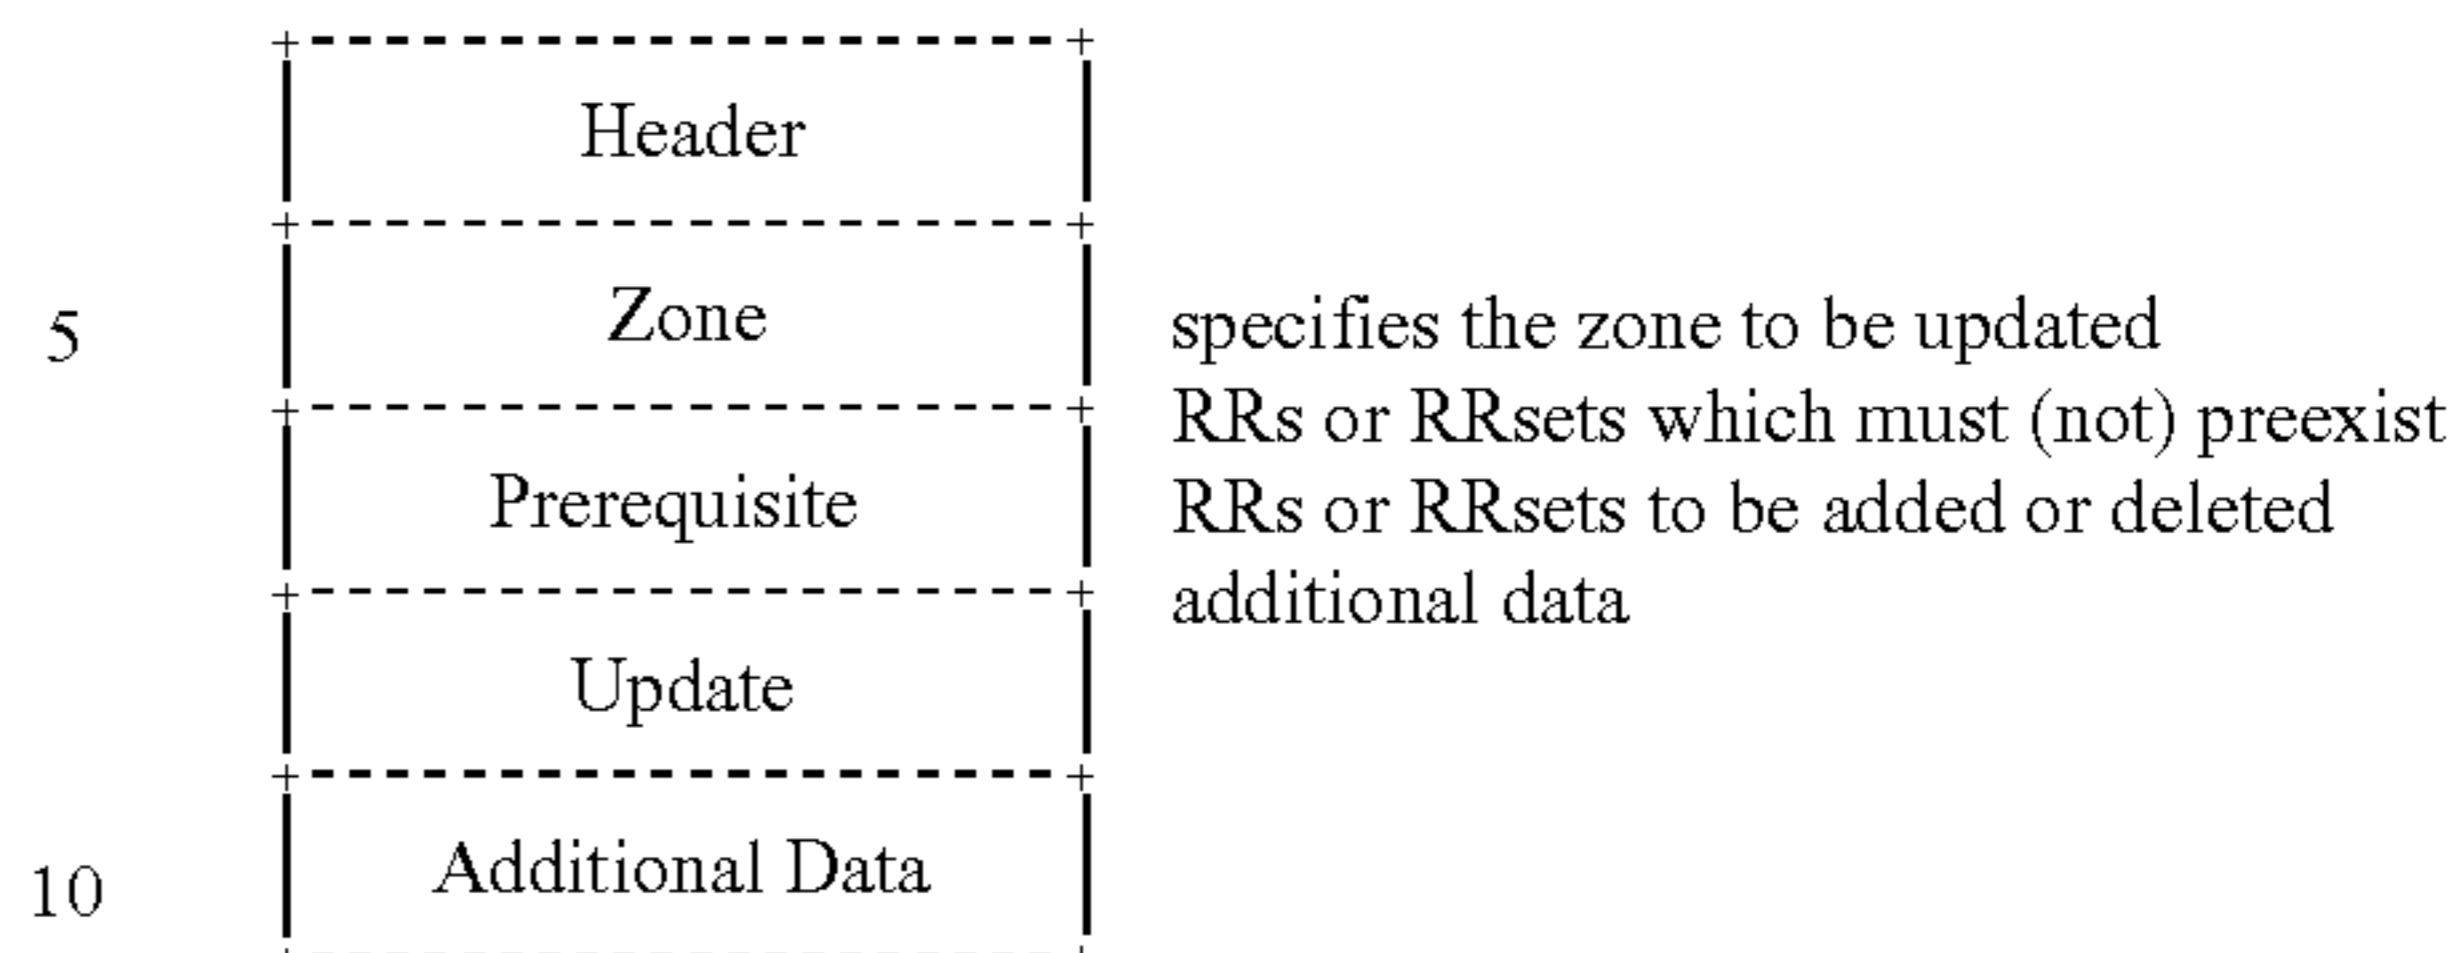 Header
5 Zone specifies the zone to be updated
RRs or RRsets which must (not) preexist
Prerequisite RRs or RRsets to be added or deleted
additional data
Update
10 Additional Data